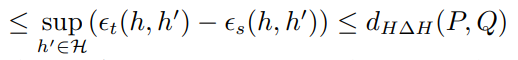 ≤ sup_{h′∈ℋ} (ϵ_t(h, h′) − ϵ_s(h, h′)) ≤ d_{HΔH}(P, Q)